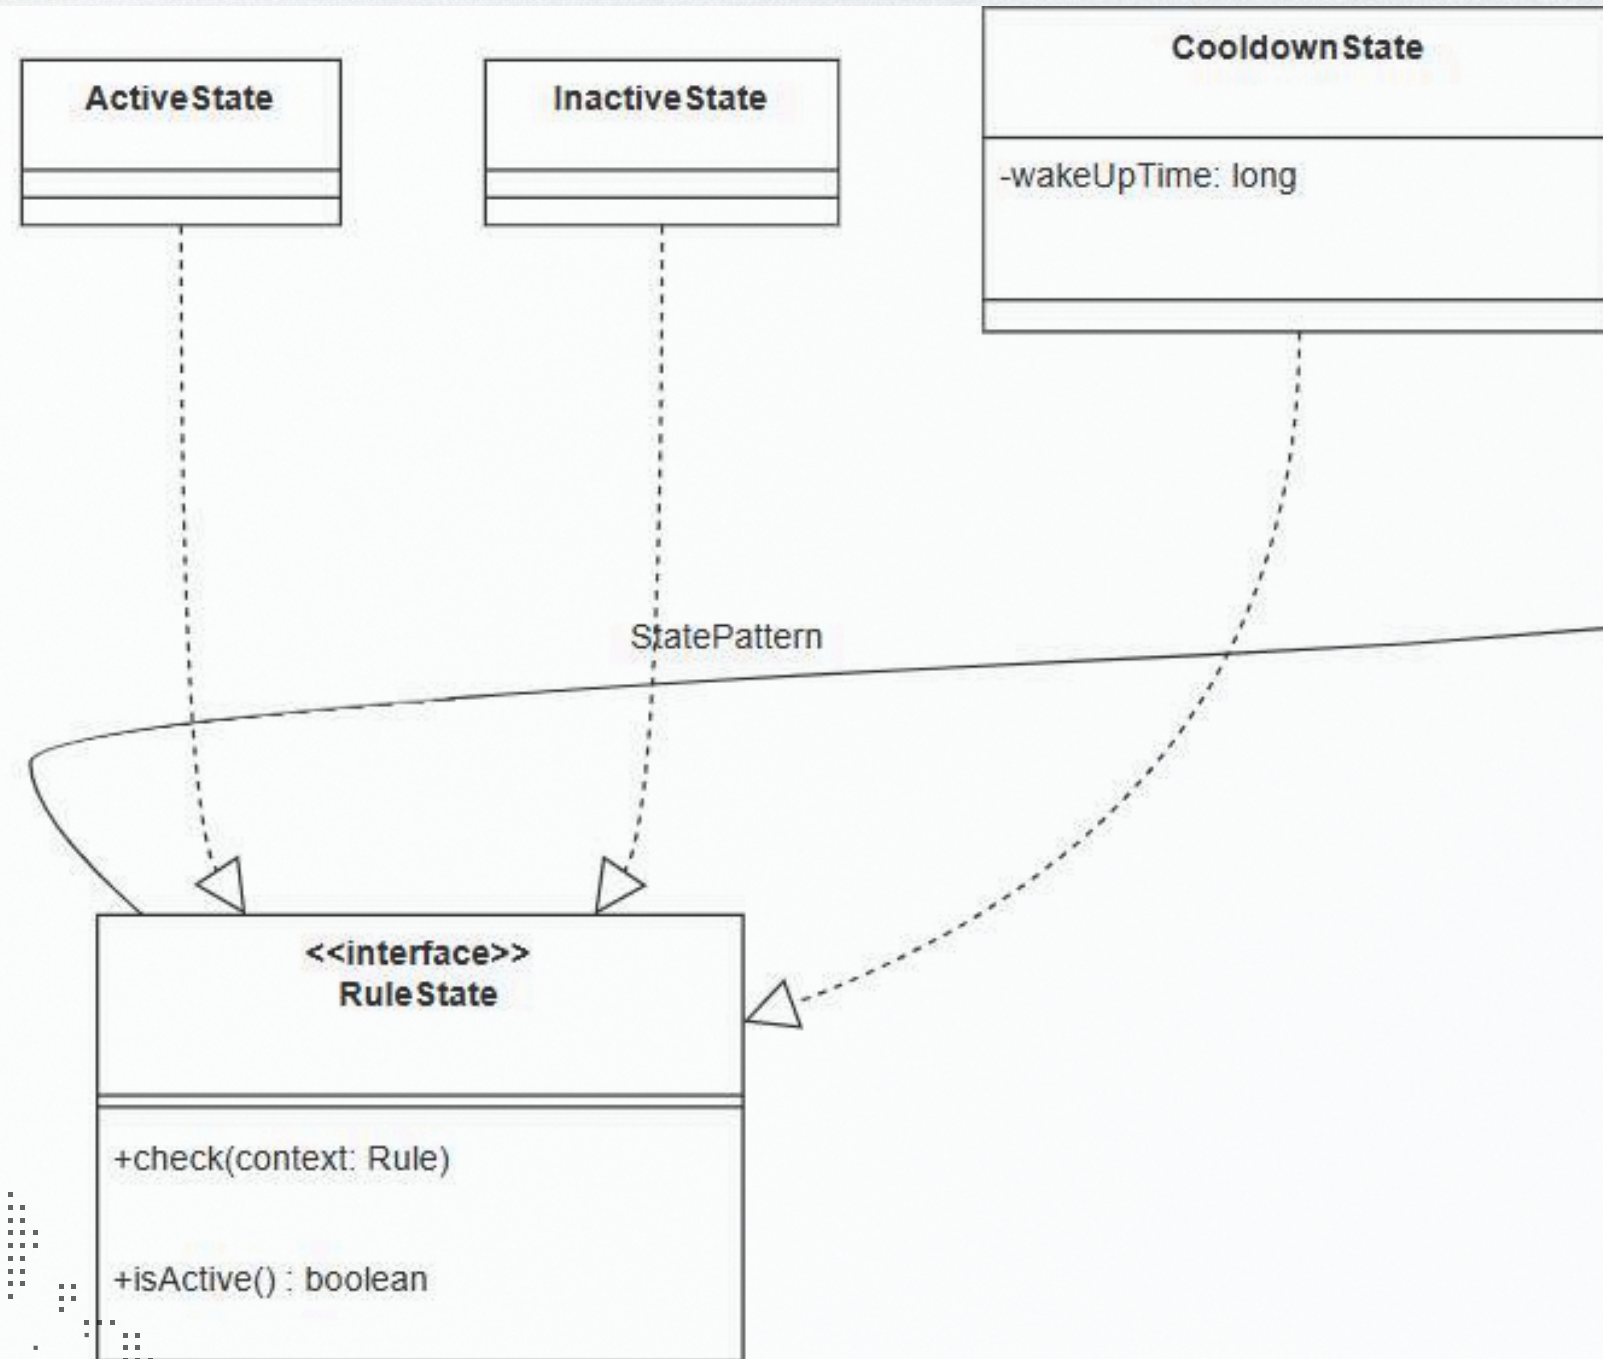 ActiveState
InactiveState
CooldownState
-wakeUpTime: long
StatePattern
<<interface>>
RuleState
+check(context: Rule)
+isActive() : boolean